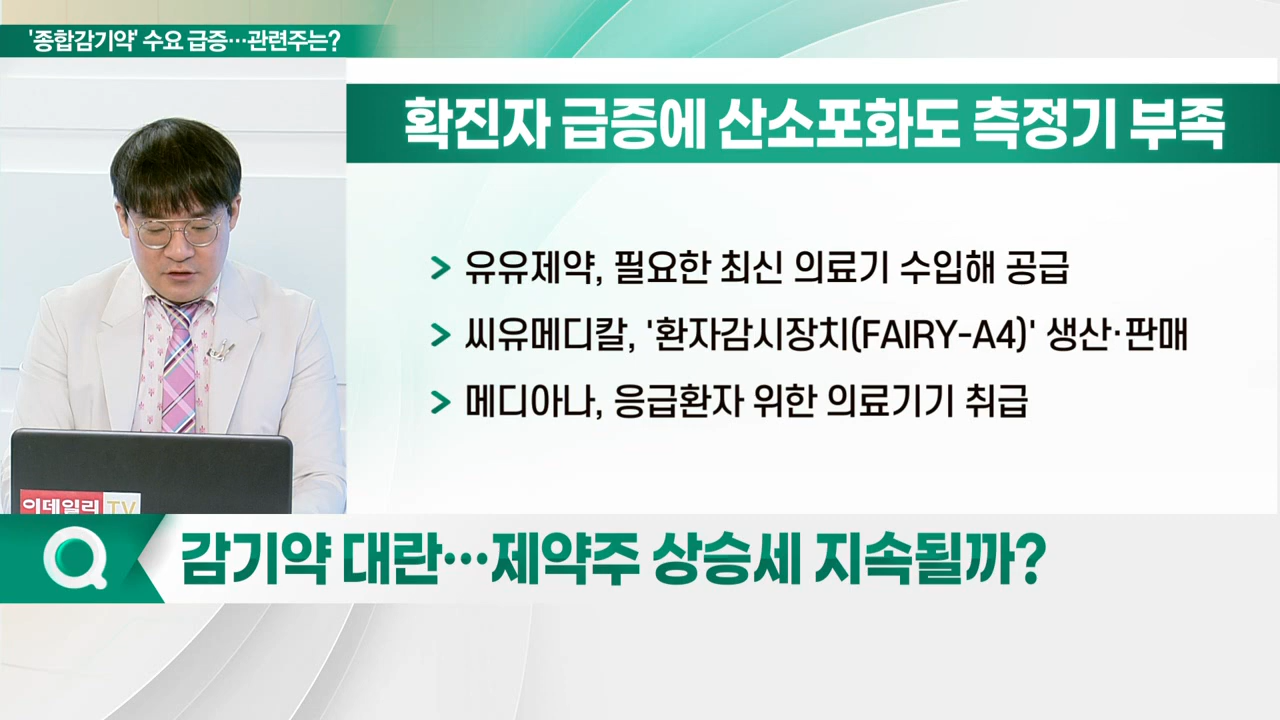 '종합감기약' 수요 급증…관련주는?
확진자 급증에 산소포화도 측정기 부족
> 유유제약, 필요한 최신 의료기 수입해 공급
> 씨유메디칼, '환자감시장치(FAIRY-A4)' 생산·판매
> 메디아나, 응급환자 위한 의료기기 취급
이데일리 TV
Q 감기약 대란…제약주 상승세 지속될까?